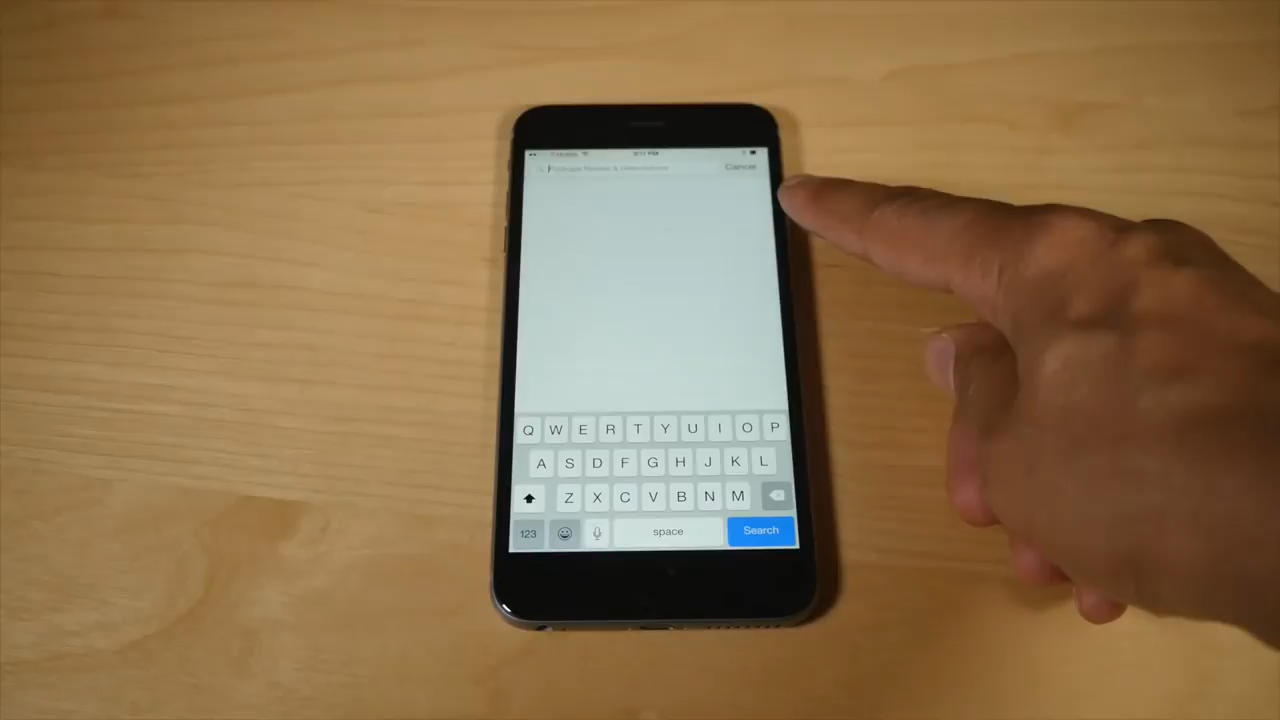 Cancel
Q W E R T Y U I O P
A S D F G H J K L
Z X C V B N M
123 space Search